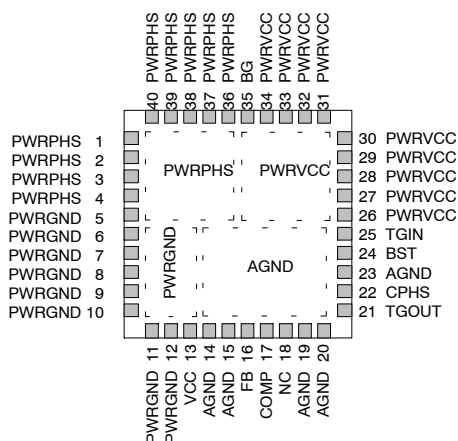 40 PWRPHS
39 PWRPHS
38 PWRPHS
37 PWRPHS
36 PWRPHS
35 BG
34 PWRVCC
33 PWRVCC
32 PWRVCC
31 PWRVCC
PWRPHS 1
PWRPHS 2
PWRPHS 3
PWRPHS 4
PWRGND 5
PWRGND 6
PWRGND 7
PWRGND 8
PWRGND 9
PWRGND 10
PWRPHS
PWRVCC
PWRGND
AGND
30 PWRVCC
29 PWRVCC
28 PWRVCC
27 PWRVCC
26 PWRVCC
25 TGIN
24 BST
23 AGND
22 CPHS
21 TGOUT
PWRGND 11
PWRGND 12
VCC 13
AGND 14
AGND 15
FB 16
COMP 17
NC 18
AGND 19
AGND 20